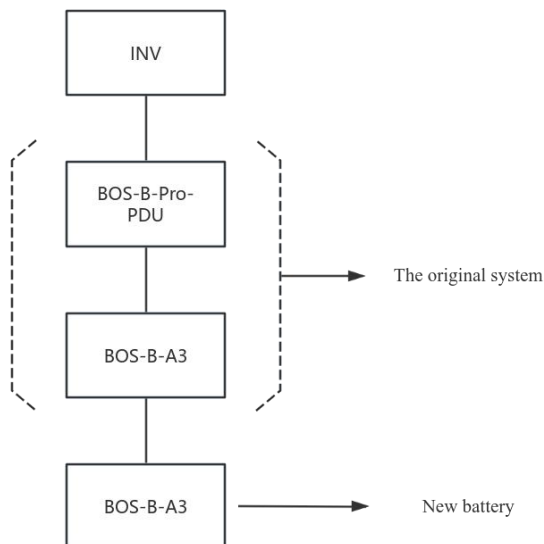 INV
BOS-B-Pro-
PDU
The original system
BOS-B-A3
BOS-B-A3
New battery